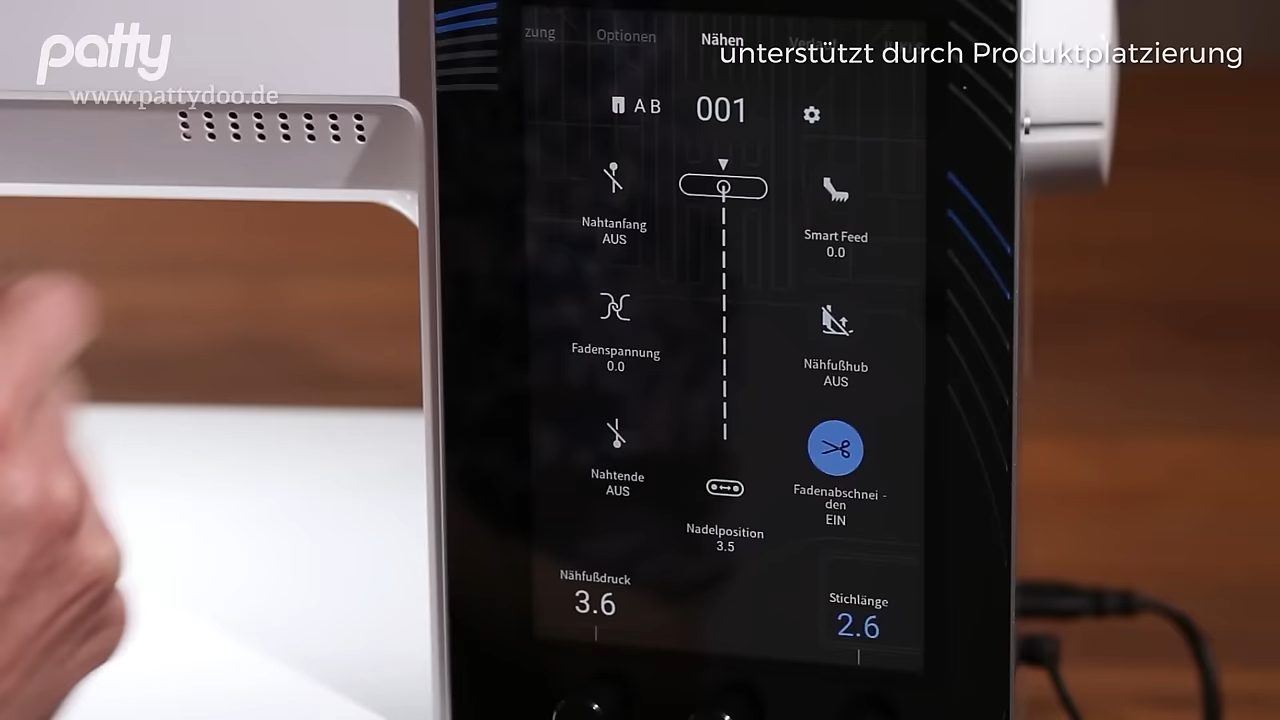 patty
www.pattydoo.de
unterstützt durch Produktplatzierung
zung Optionen Nähen
A B 001
Nahtanfang
AUS
Smart Feed
0.0
Fadenspannung
0.0
Nähfußhub
AUS
Nahtende
AUS
Fadenabschnei -
den
EIN
Nadelposition
3.5
Nähfußdruck
3.6
Stichlänge
2.6